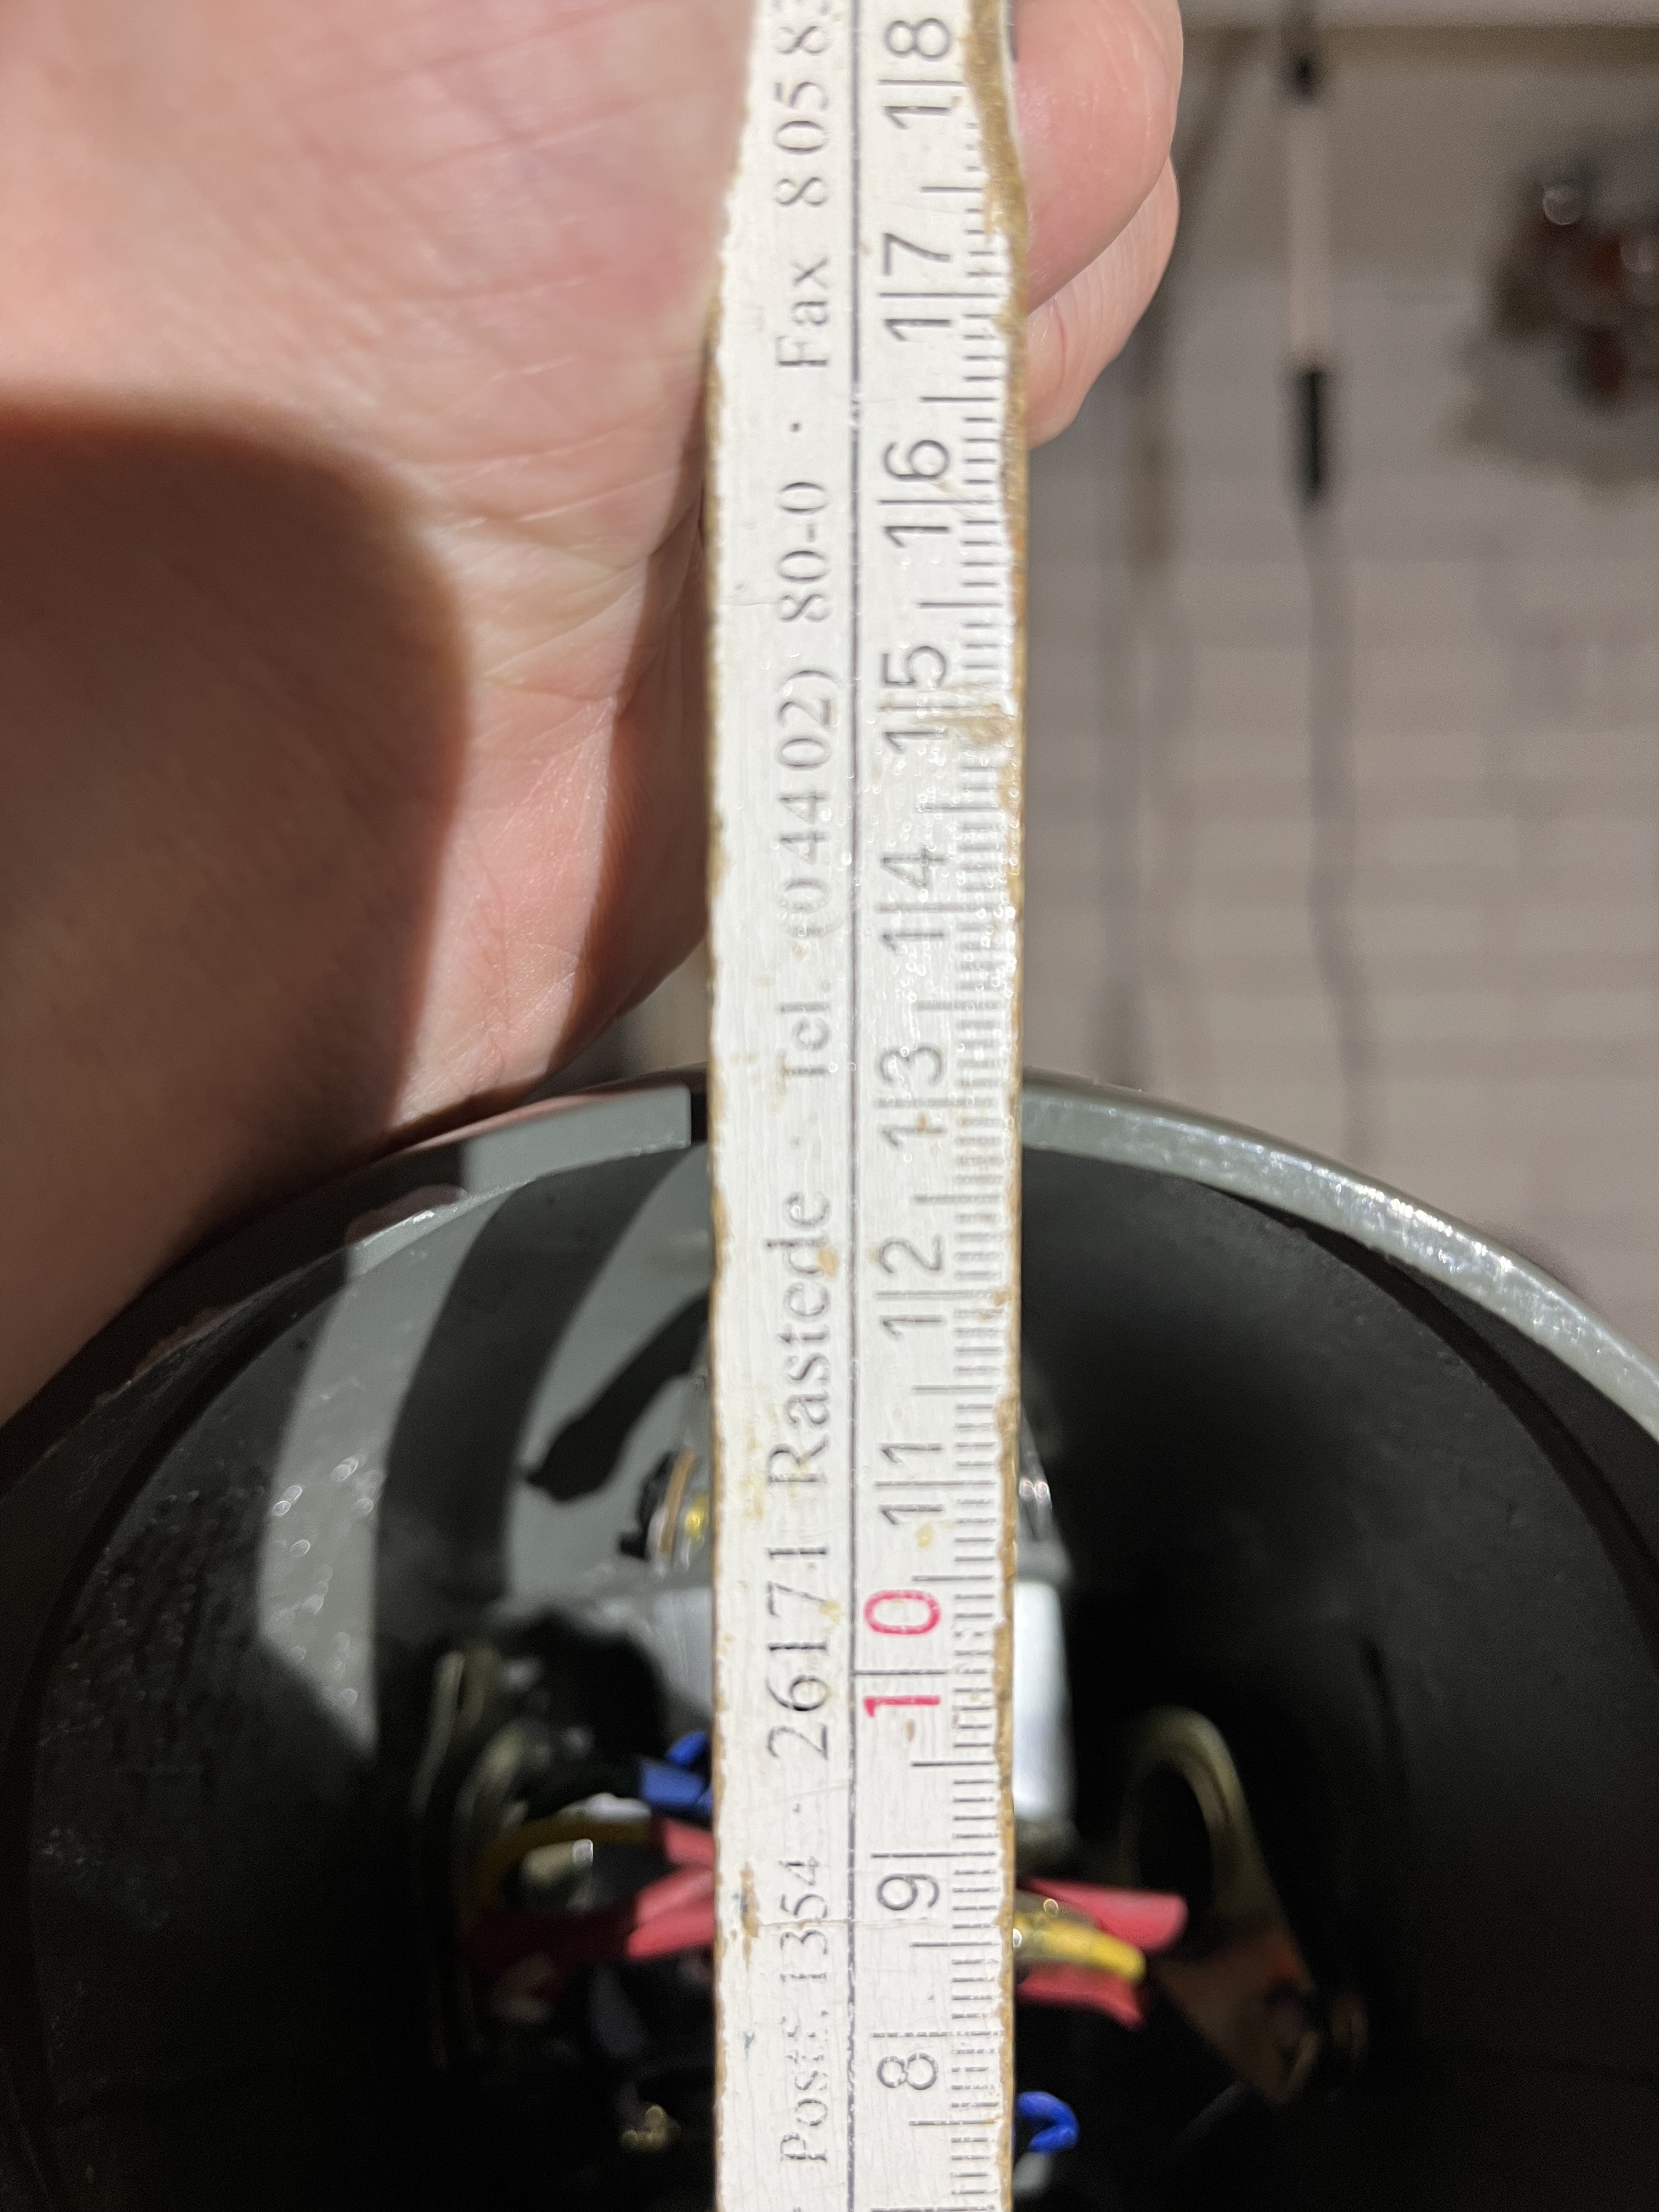 Postf. 1354 · 26171 Rastede · Tel. (04402) 80-0 · Fax 805 8
8 9 10 11 12 13 14 15 16 17 18